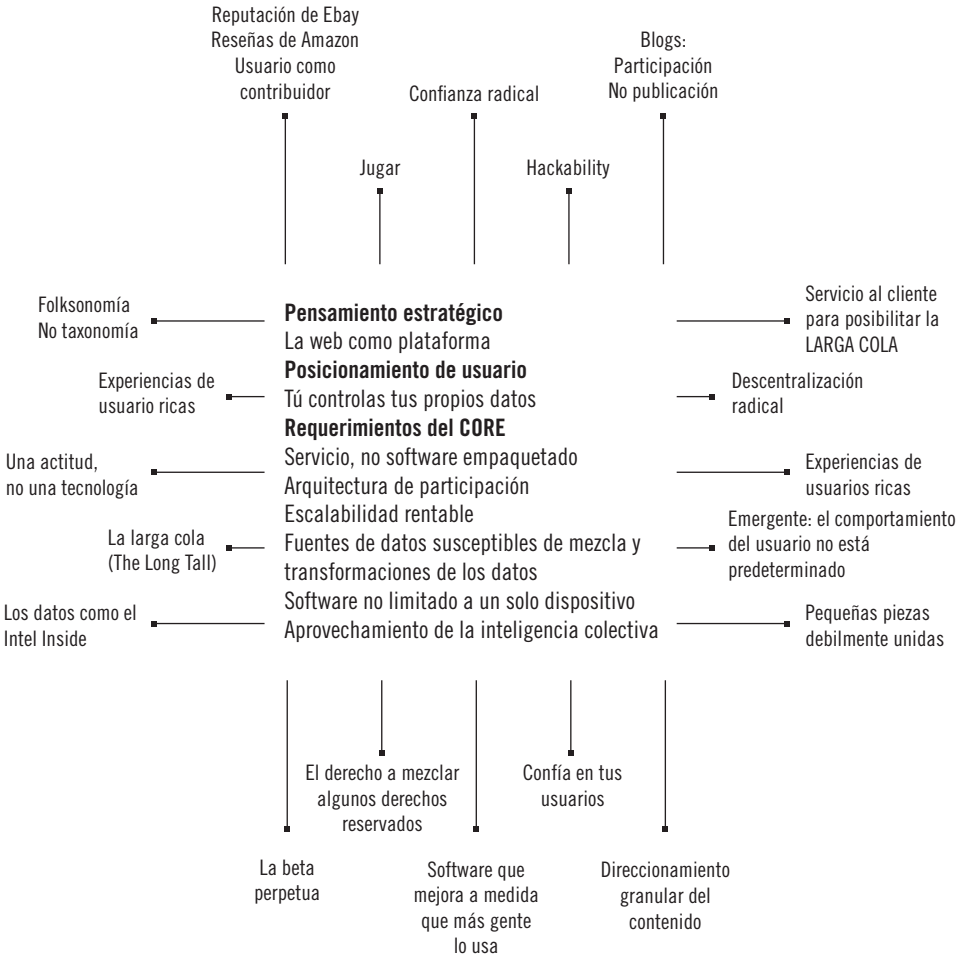 Reputación de Ebay
Reseñas de Amazon
Usuario como
contribuidor
Confianza radical
Blogs:
Participación
No publicación
Jugar
Hackability
Folksonomía
No taxonomía
Experiencias de
usuario ricas
Una actitud,
no una tecnología
La larga cola
(The Long Tall)
Los datos como el
Intel Inside
Pensamiento estratégico
La web como plataforma
Posicionamiento de usuario
Tú controlas tus propios datos
Requerimientos del CORE
Servicio, no software empaquetado
Arquitectura de participación
Escalabilidad rentable
Fuentes de datos susceptibles de mezcla y
transformaciones de los datos
Software no limitado a un solo dispositivo
Aprovechamiento de la inteligencia colectiva
Servicio al cliente
para posibilitar la
LARGA COLA
Descentralización
radical
Experiencias de
usuarios ricas
Emergente: el comportamiento
del usuario no está
predeterminado
Pequeñas piezas
debilmente unidas
El derecho a mezclar
algunos derechos
reservados
Confía en tus
usuarios
La beta
perpetua
Software que
mejora a medida
que más gente
lo usa
Direccionamiento
granular del
contenido